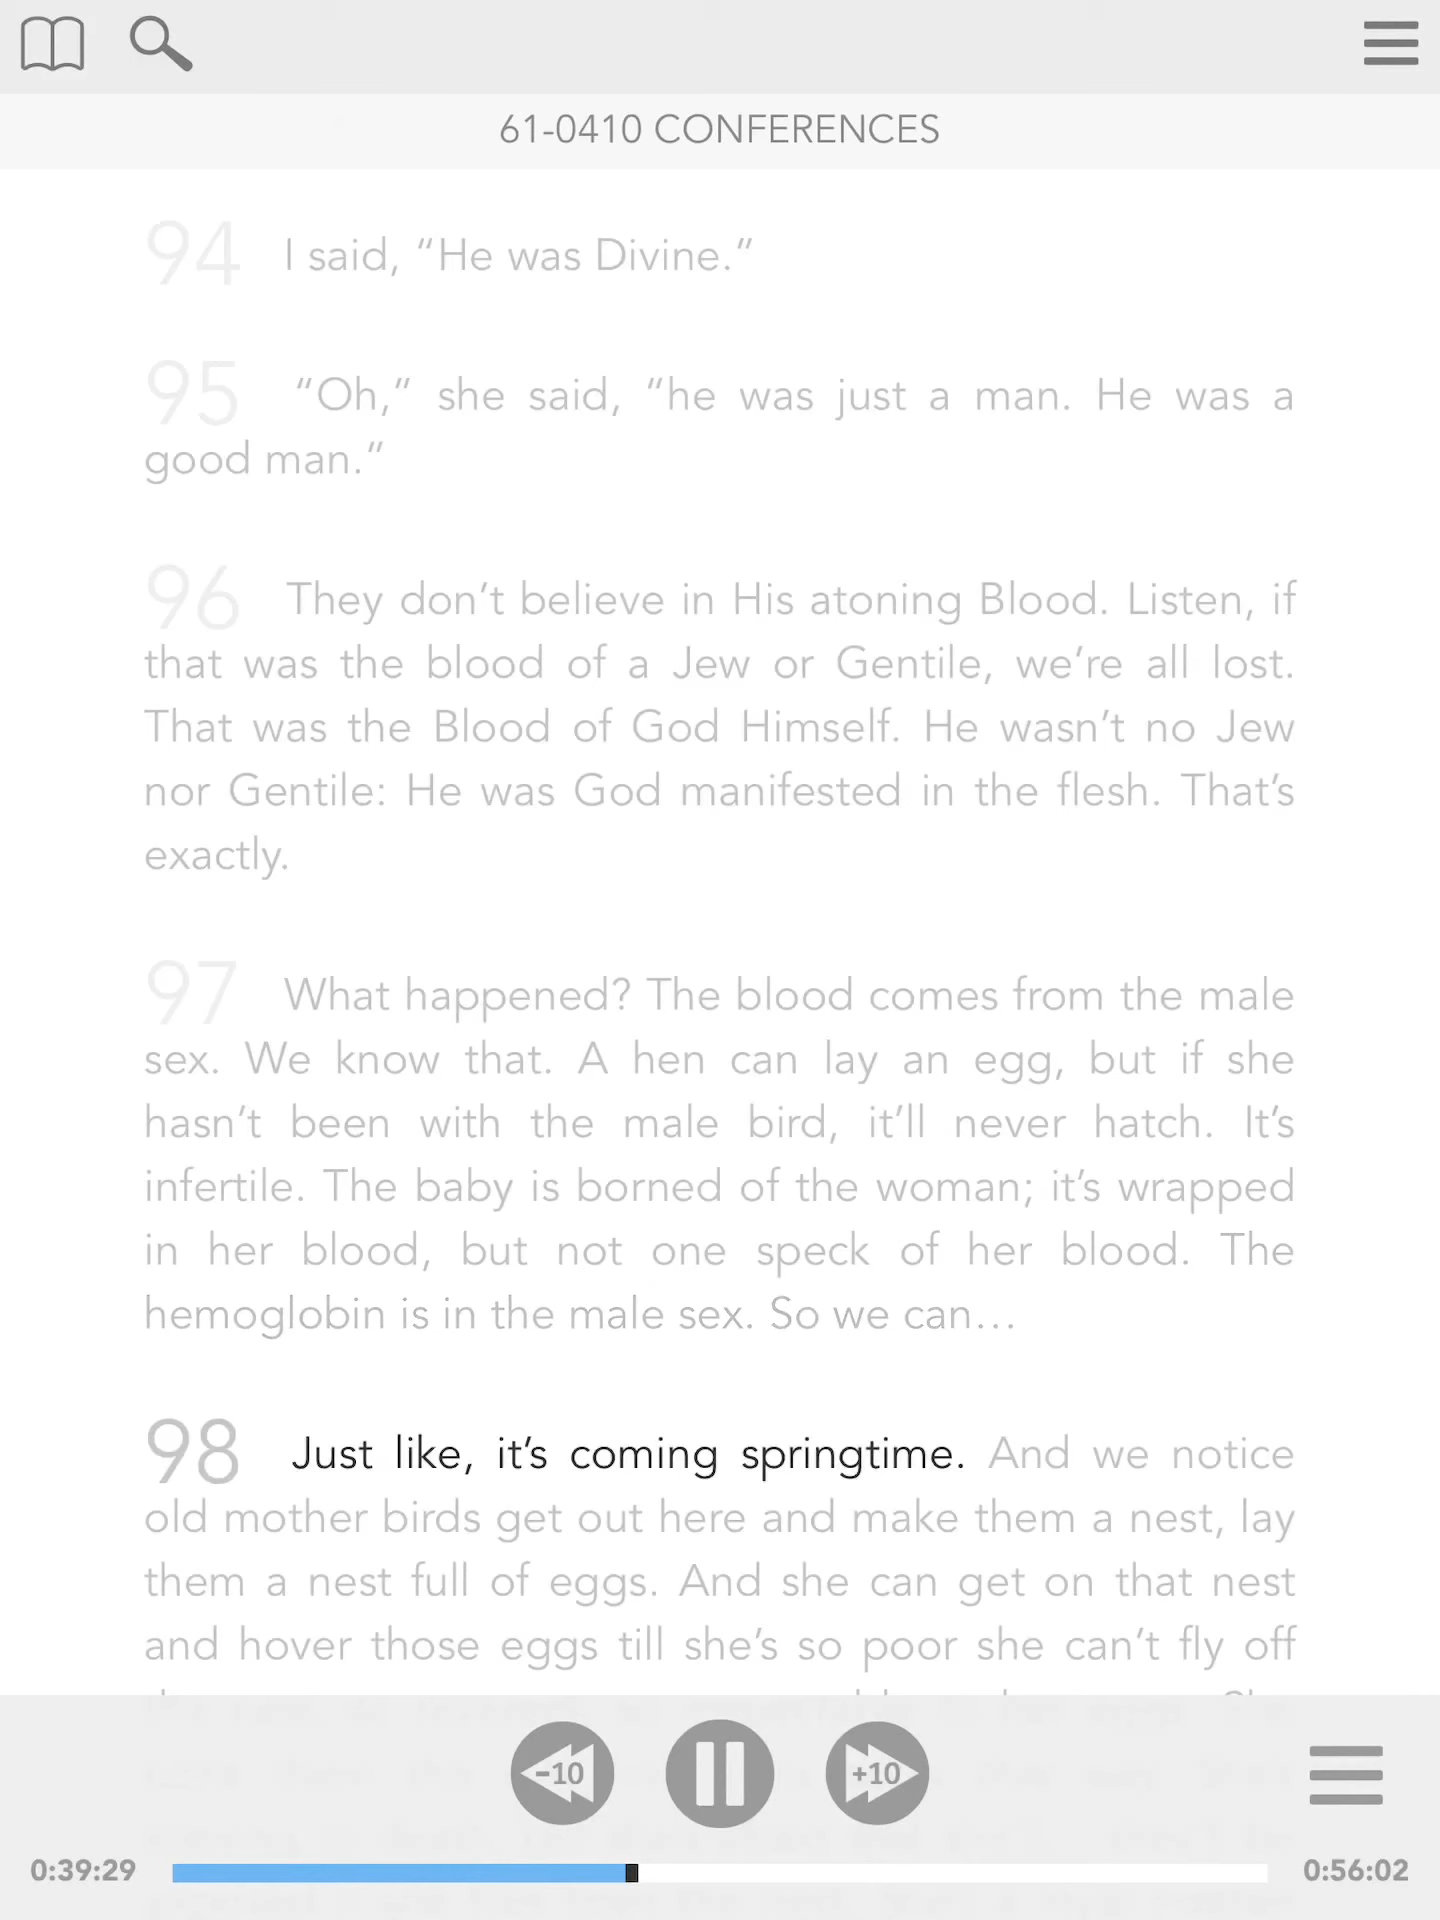 61-0410 CONFERENCES
94 I said, “He was Divine.”
95 “Oh,” she said, “he was just a man. He was a
good man.”
96 They don’t believe in His atoning Blood. Listen, if
that was the blood of a Jew or Gentile, we’re all lost.
That was the Blood of God Himself. He wasn’t no Jew
nor Gentile: He was God manifested in the flesh. That’s
exactly.
97 What happened? The blood comes from the male
sex. We know that. A hen can lay an egg, but if she
hasn’t been with the male bird, it’ll never hatch. It’s
infertile. The baby is borned of the woman; it’s wrapped
in her blood, but not one speck of her blood. The
hemoglobin is in the male sex. So we can...
98 Just like, it’s coming springtime. And we notice
old mother birds get out here and make them a nest, lay
them a nest full of eggs. And she can get on that nest
and hover those eggs till she’s so poor she can’t fly off
-10 +10
0:39:29 0:56:02